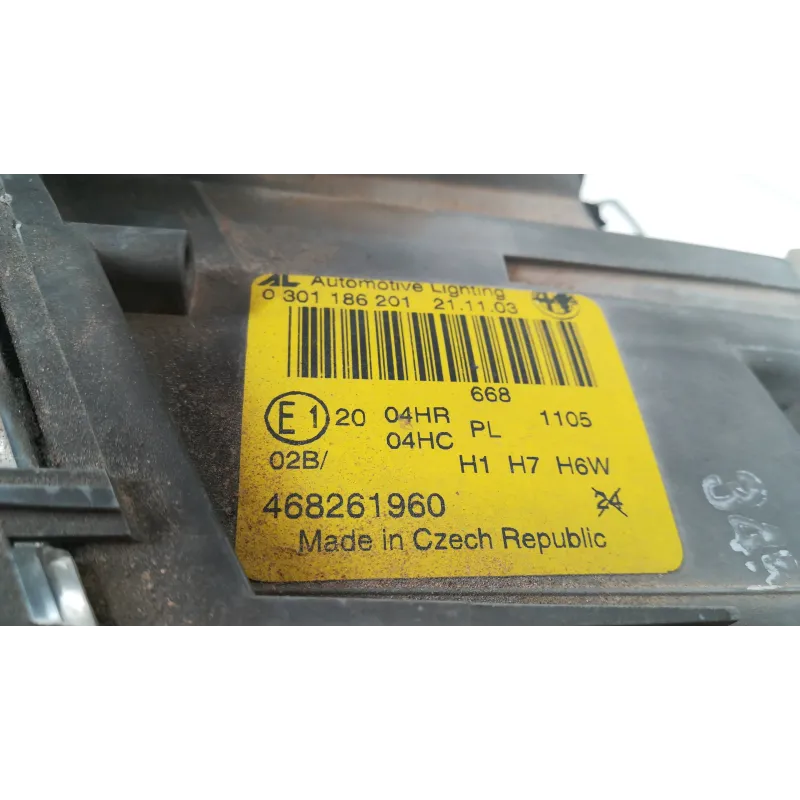 AL Automotive Lighting
0 301 186 201 21.11.03
668
E1 20 04HR PL 1105
04HC
02B/ H1 H7 H6W
468261960 24
Made in Czech Republic